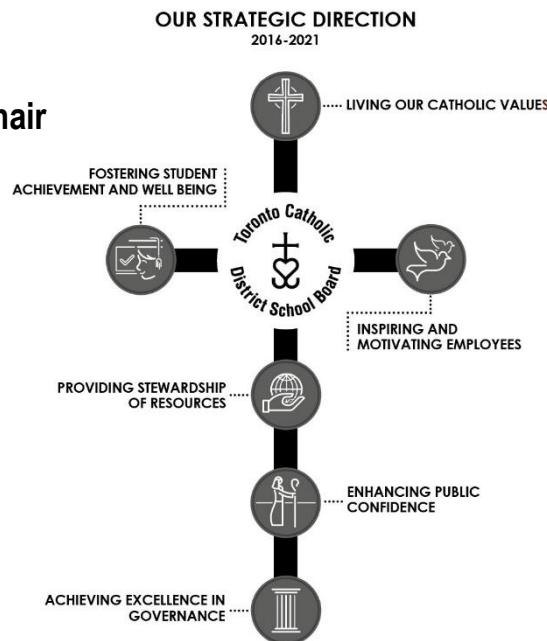 OUR STRATEGIC DIRECTION
2016-2021
LIVING OUR CATHOLIC VALUES
hair
FOSTERING STUDENT
ACHIEVEMENT AND WELL BEING
Toronto Catholic
District School Board
INSPIRING AND
MOTIVATING EMPLOYEES
PROVIDING STEWARDSHIP
OF RESOURCES
ENHANCING PUBLIC
CONFIDENCE
ACHIEVING EXCELLENCE IN
GOVERNANCE